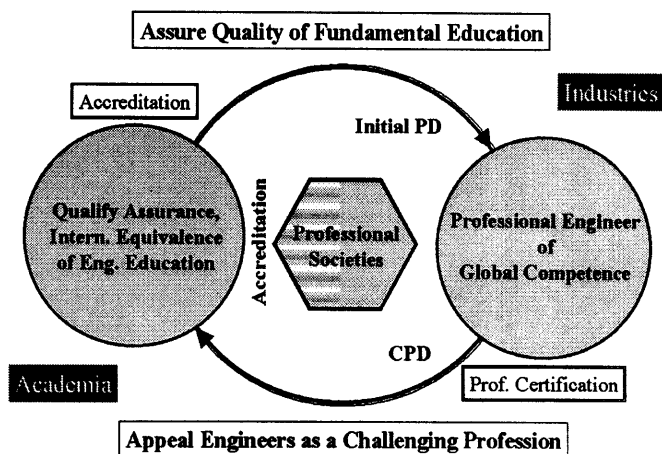 Assure Quality of Fundamental Education
Accreditation
Industries
Initial PD
Qualify Assurance,
Intern. Equivalence
of Eng. Education
Accreditation
Professional
Societies
Professional Engineer
of
Global Competence
CPD
Academia
Prof. Certification
Appeal Engineers as a Challenging Profession